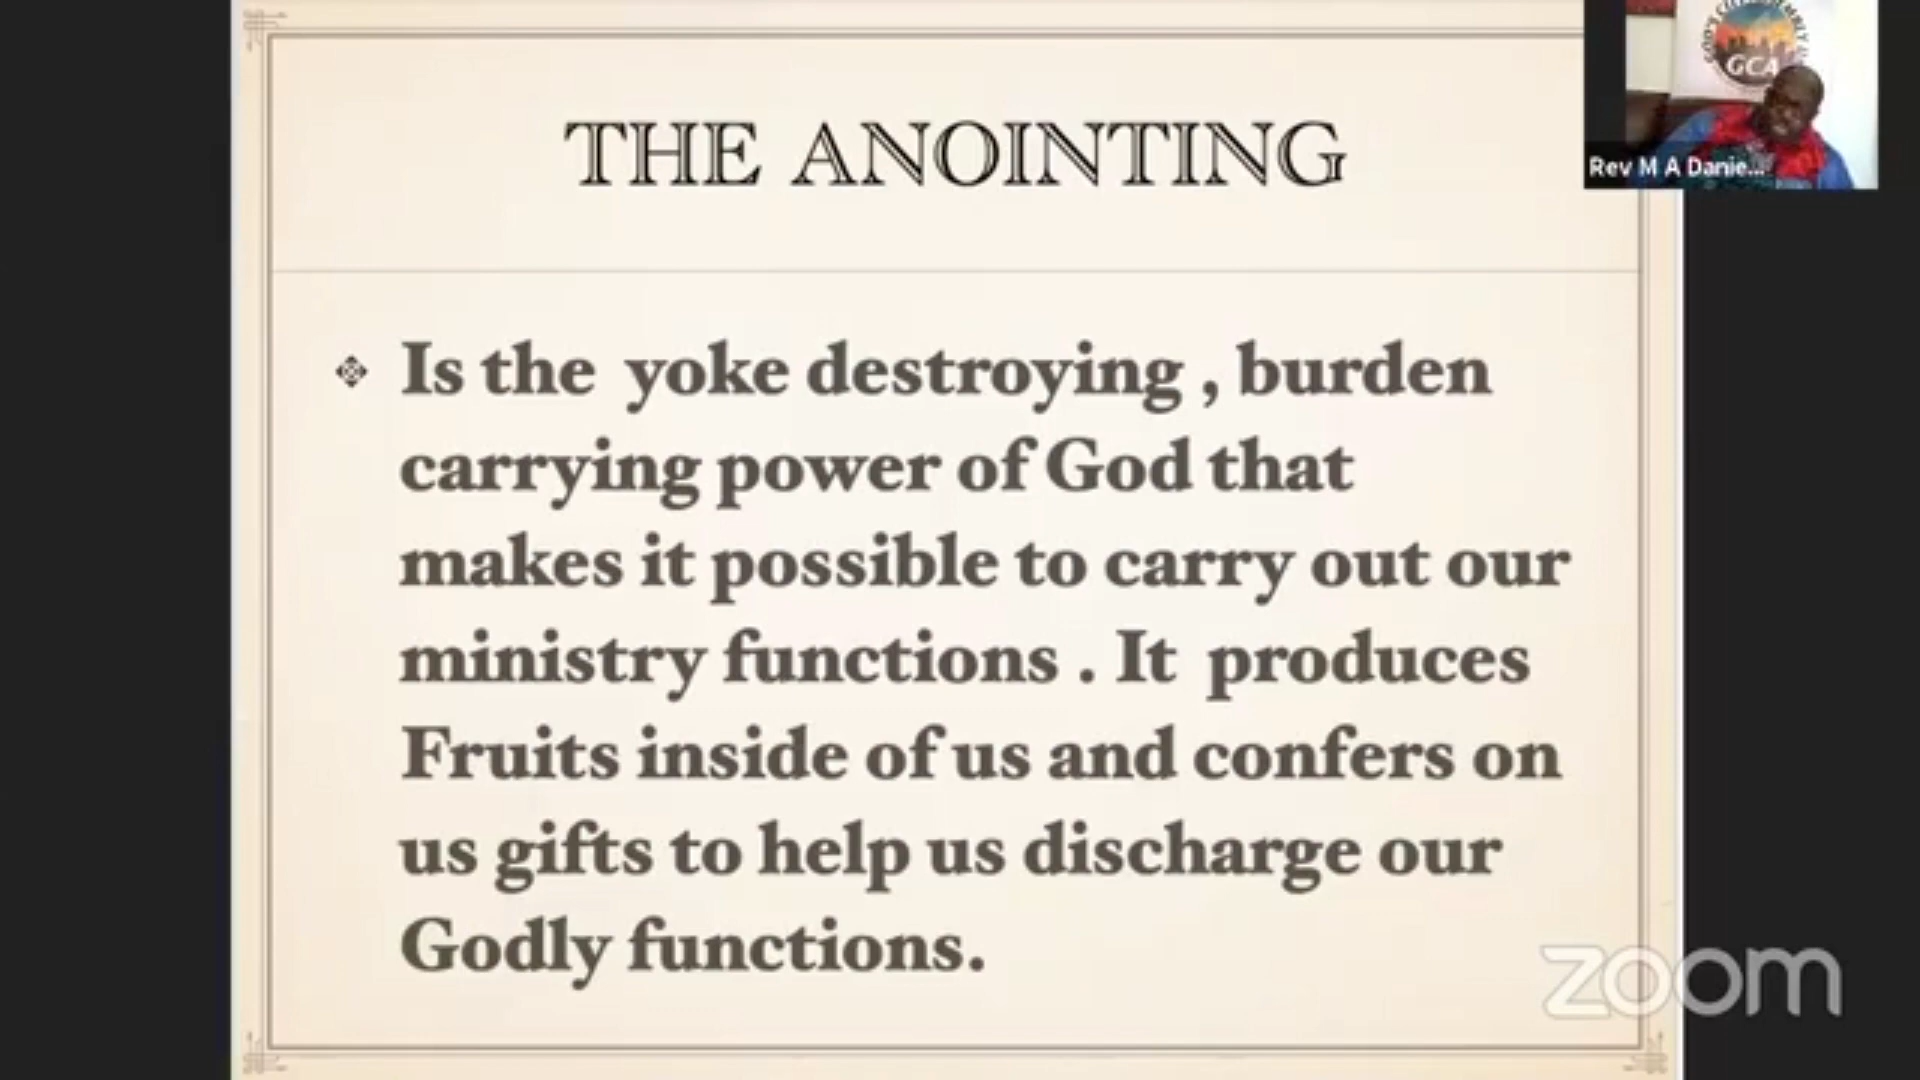 THE ANOINTING
GCA
Rev M A Danie...
Is the yoke destroying , burden
carrying power of God that
makes it possible to carry out our
ministry functions . It produces
Fruits inside of us and confers on
us gifts to help us discharge our
Godly functions.
zoom